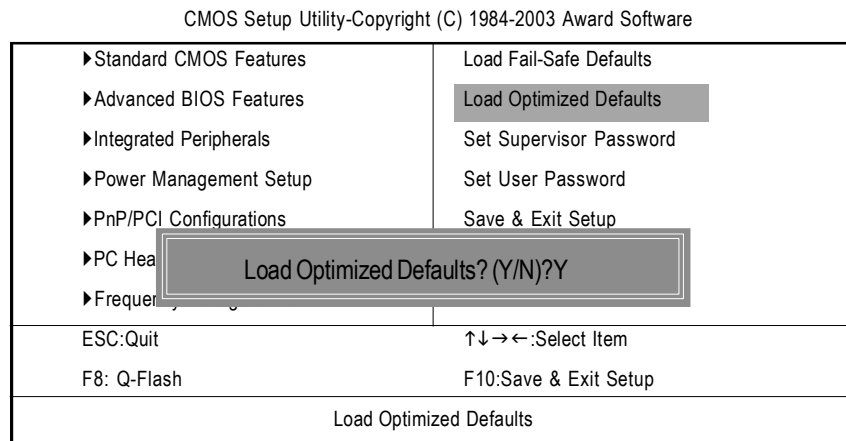 CMOS Setup Utility-Copyright (C) 1984-2003 Award Software
▶Standard CMOS Features
▶Advanced BIOS Features
▶Integrated Peripherals
▶Power Management Setup
▶PnP/PCI Configurations
▶PC Hea
▶Frequen
Load Fail-Safe Defaults
Load Optimized Defaults
Set Supervisor Password
Set User Password
Save & Exit Setup
Load Optimized Defaults? (Y/N)?Y
ESC:Quit
↑↓→←:Select Item
F8: Q-Flash
F10:Save & Exit Setup
Load Optimized Defaults